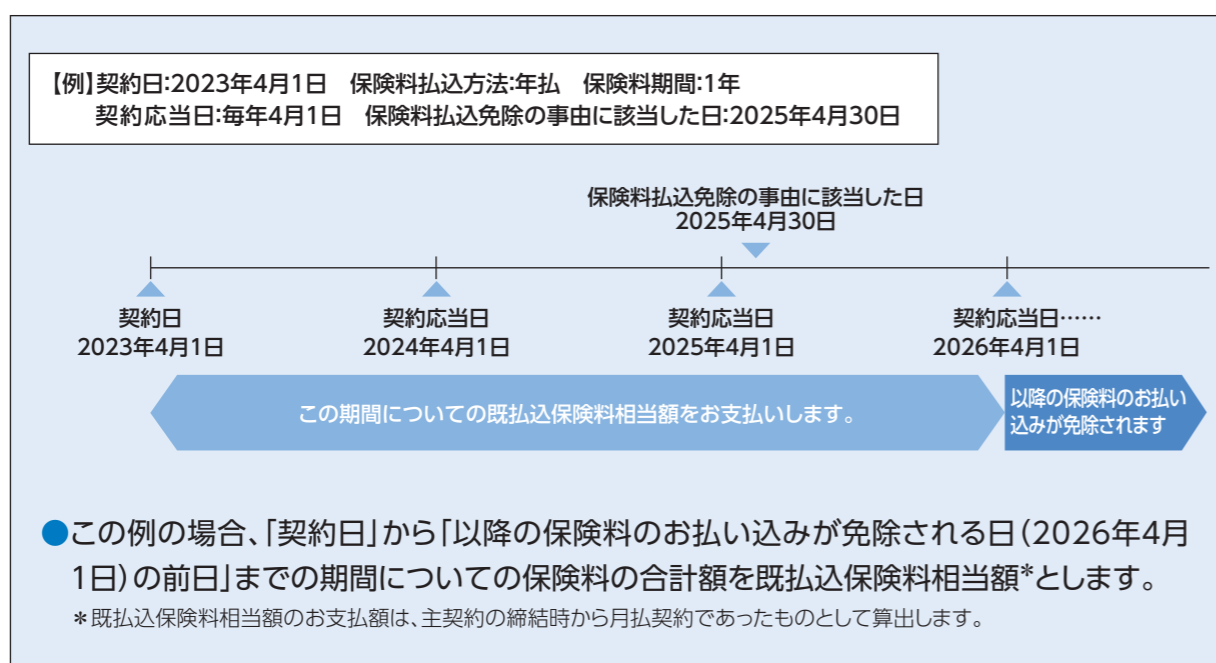 【例】契約日:2023年4月1日　保険料払込方法:年払　保険料期間:1年
契約応当日:毎年4月1日　保険料払込免除の事由に該当した日:2025年4月30日
保険料払込免除の事由に該当した日
2025年4月30日
契約日
2023年4月1日
契約応当日
2024年4月1日
契約応当日
2025年4月1日
契約応当日……
2026年4月1日
この期間についての既払込保険料相当額をお支払いします。
以降の保険料のお払い
込みが免除されます
●この例の場合、「契約日」から「以降の保険料のお払い込みが免除される日(2026年4月
1日)の前日」までの期間についての保険料の合計額を既払込保険料相当額*とします。
*既払込保険料相当額のお支払額は、主契約の締結時から月払契約であったものとして算出します。